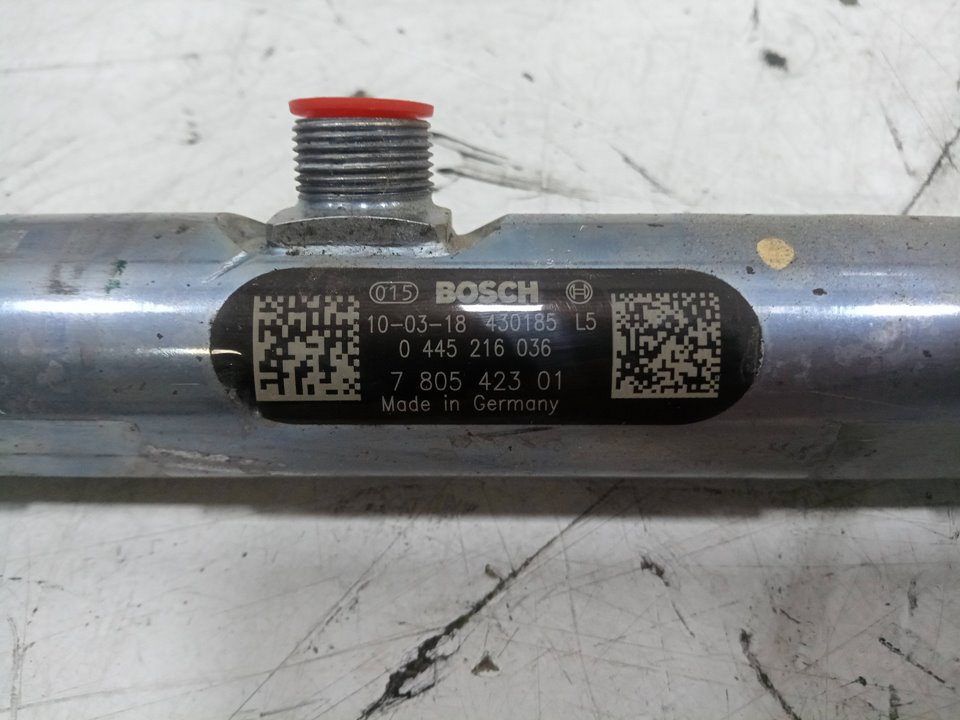 015 BOSCH
10-03-18 430185 L5
0 445 216 036
7 805 423 01
Made in Germany